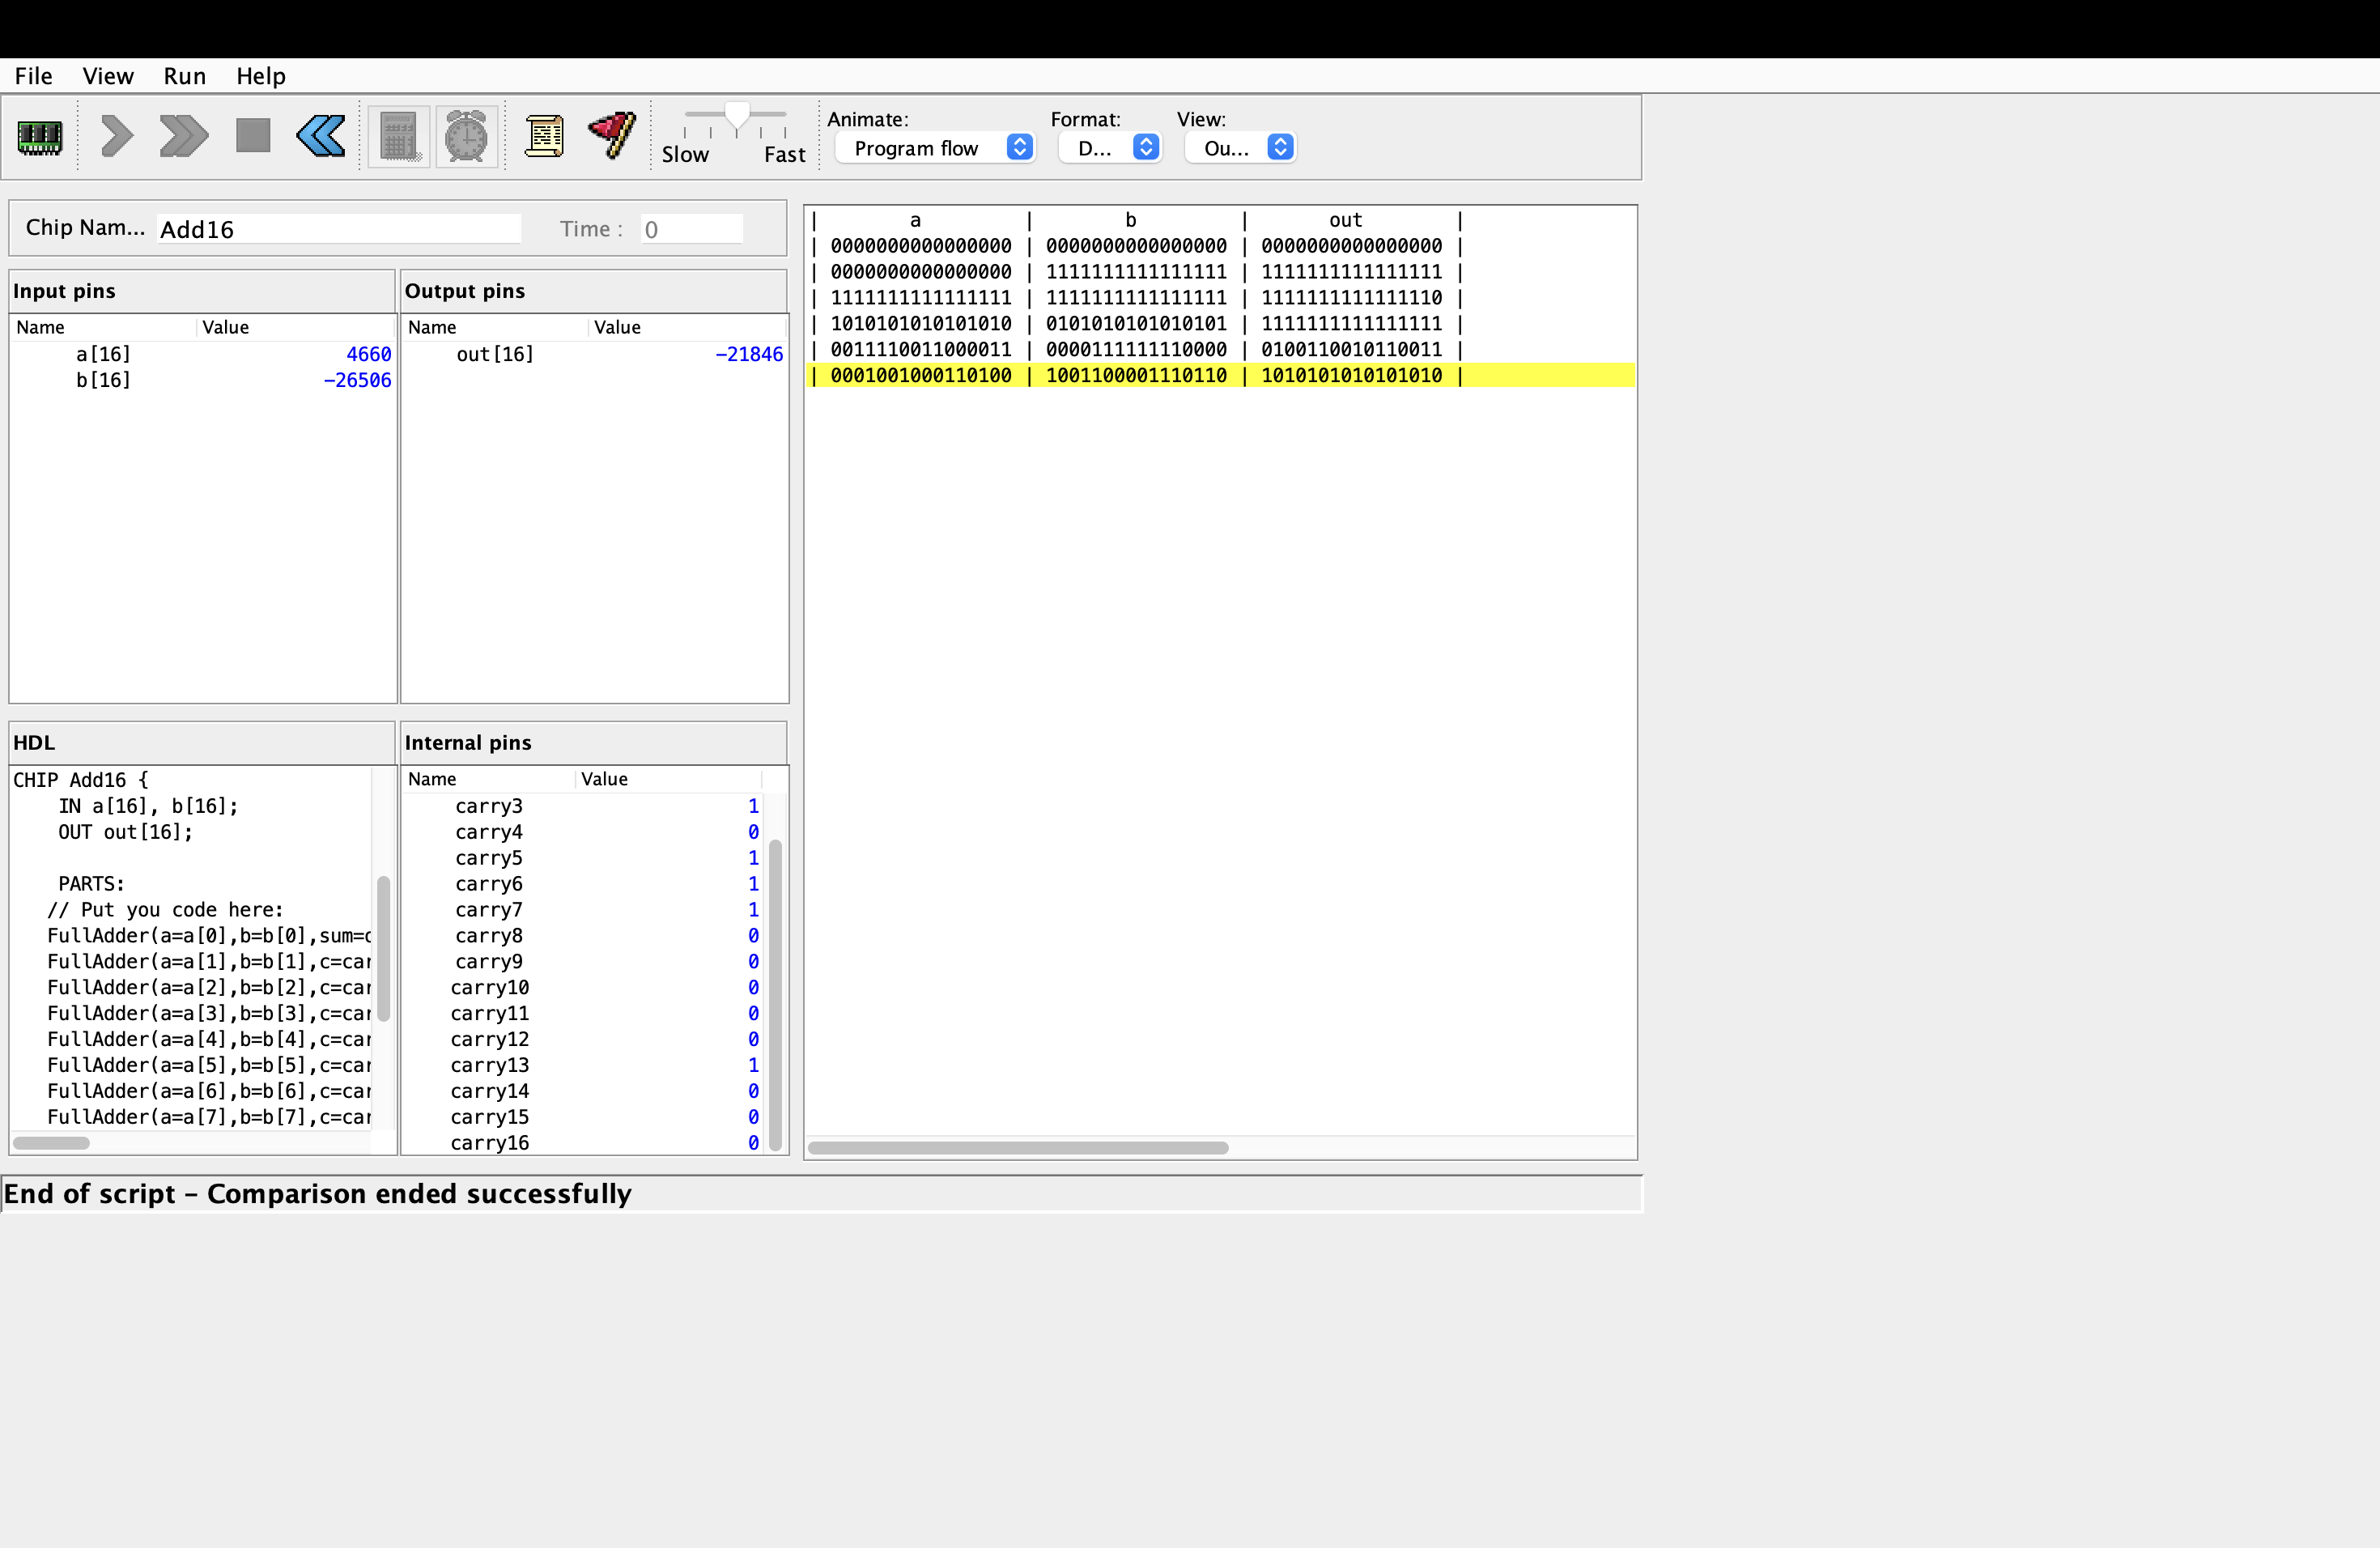 File View Run Help
Animate: Format: View:
Slow Fast Program flow D... Ou...
Chip Nam... Add16 Time : 0
Input pins
Name Value
a[16] 4660
b[16] -26506
Output pins
Name Value
out[16] -21846
HDL
CHIP Add16 {
IN a[16], b[16];
OUT out[16];
PARTS:
// Put you code here:
FullAdder(a=a[0],b=b[0],sum=
FullAdder(a=a[1],b=b[1],c=car
FullAdder(a=a[2],b=b[2],c=car
FullAdder(a=a[3],b=b[3],c=car
FullAdder(a=a[4],b=b[4],c=car
FullAdder(a=a[5],b=b[5],c=car
FullAdder(a=a[6],b=b[6],c=car
FullAdder(a=a[7],b=b[7],c=car
Internal pins
Name Value
carry3 1
carry4 0
carry5 1
carry6 1
carry7 1
carry8 0
carry9 0
carry10 0
carry11 0
carry12 0
carry13 1
carry14 0
carry15 0
carry16 0
| a | b | out |
| 0000000000000000 | 0000000000000000 | 0000000000000000 |
| 0000000000000000 | 1111111111111111 | 1111111111111111 |
| 1111111111111111 | 1111111111111111 | 1111111111111110 |
| 1010101010101010 | 0101010101010101 | 1111111111111111 |
| 0011110011000011 | 0000111111110000 | 0100110010110011 |
| 0001001000110100 | 1001100001110110 | 1010101010101010 |
End of script – Comparison ended successfully